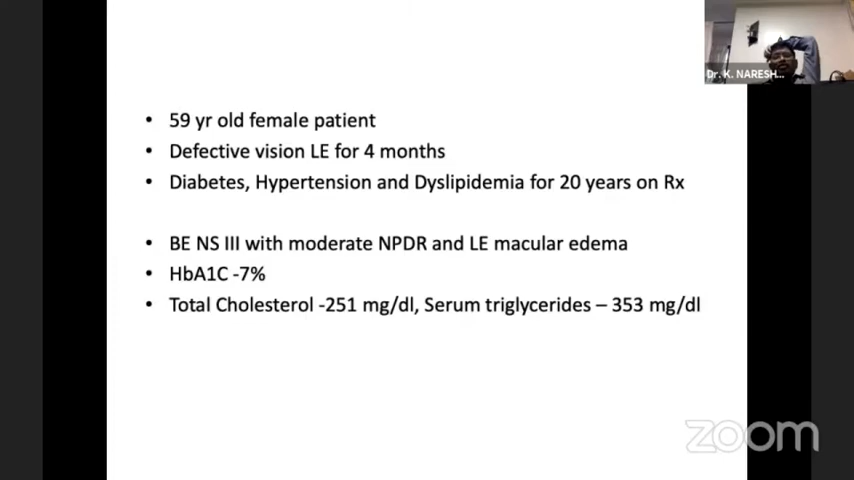 Dr. K. NARESH...
• 59 yr old female patient
• Defective vision LE for 4 months
• Diabetes, Hypertension and Dyslipidemia for 20 years on Rx
• BE NS III with moderate NPDR and LE macular edema
• HbA1C -7%
• Total Cholesterol -251 mg/dl, Serum triglycerides – 353 mg/dl
zoom